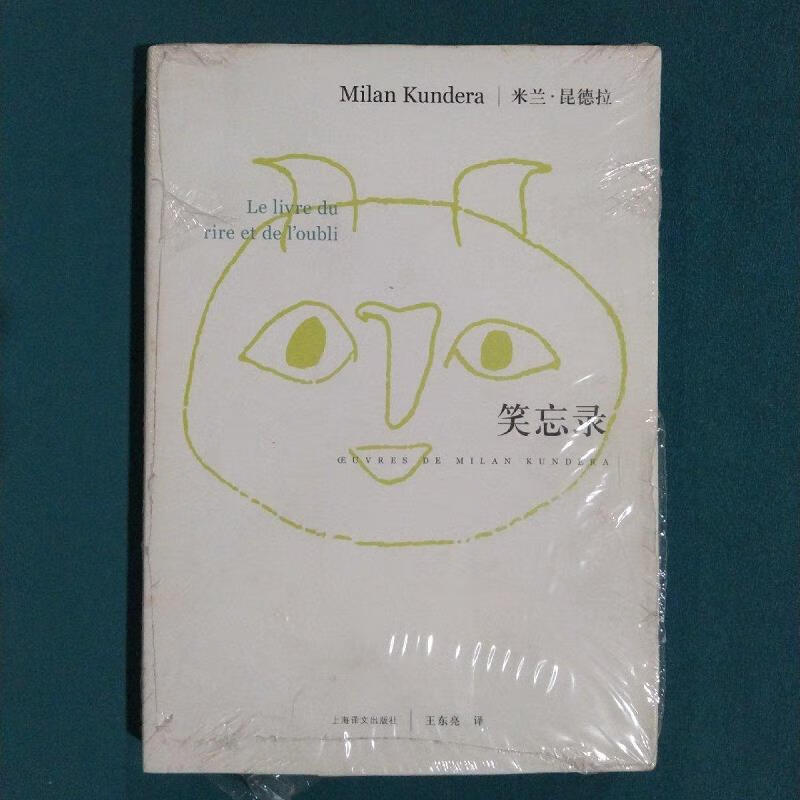 Milan Kundera | 米兰·昆德拉
Le livre du
rire et de l'oubli
笑忘录
ŒUVRES DE MILAN KUNDERA
上海译文出版社 | 王东亮 译